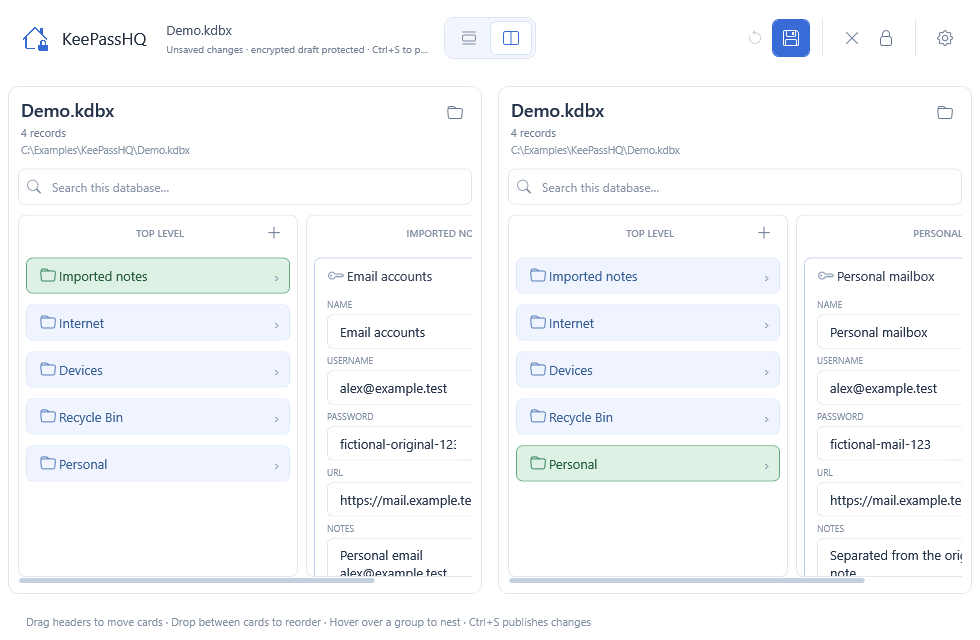 KeePassHQ
Demo.kdbx
Unsaved changes · encrypted draft protected · Ctrl+S to p...
Demo.kdbx
4 records
C:\Examples\KeePassHQ\Demo.kdbx
Search this database...
TOP LEVEL
Imported notes
Internet
Devices
Recycle Bin
Personal
IMPORTED NO
Email accounts
NAME
Email accounts
USERNAME
alex@example.test
PASSWORD
fictional-original-123
URL
https://mail.example.te
NOTES
Personal email
alex@example.test
Demo.kdbx
4 records
C:\Examples\KeePassHQ\Demo.kdbx
Search this database...
TOP LEVEL
Imported notes
Internet
Devices
Recycle Bin
Personal
PERSONAL
Personal mailbox
NAME
Personal mailbox
USERNAME
alex@example.test
PASSWORD
fictional-mail-123
URL
https://mail.example.te
NOTES
Separated from the orig
note
Drag headers to move cards · Drop between cards to reorder · Hover over a group to nest · Ctrl+S publishes changes